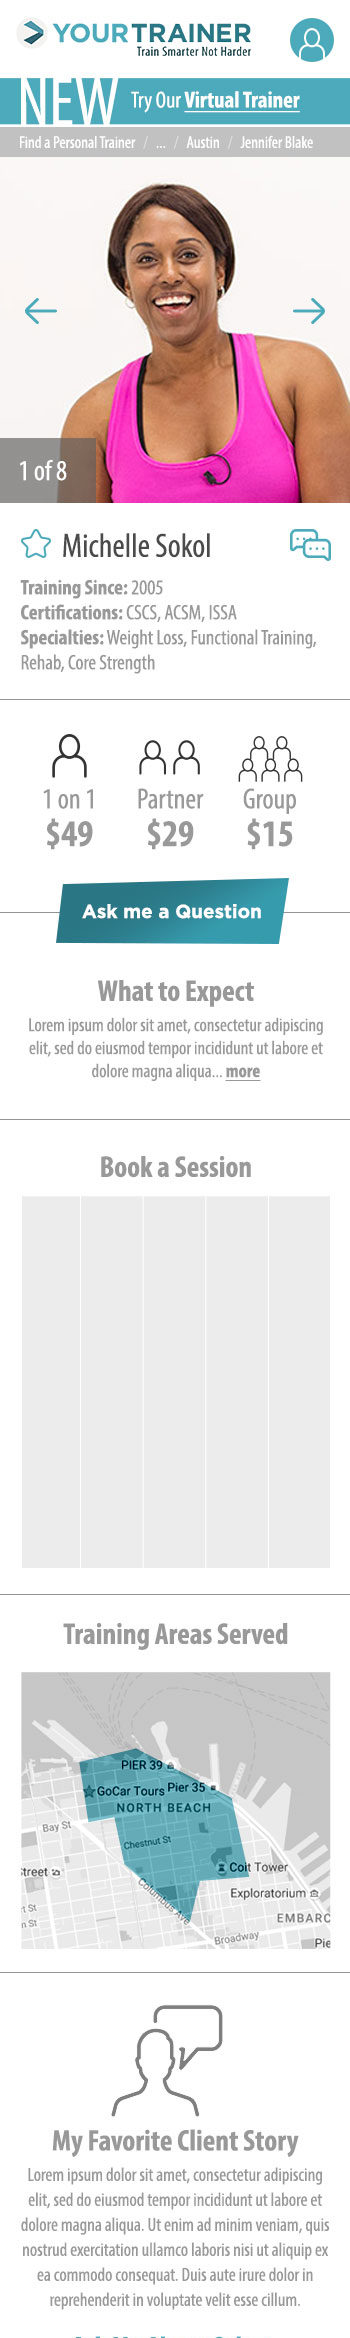 YOURTRAINER
Train Smarter Not Harder
NEW Try Our Virtual Trainer
Find a Personal Trainer / ... / Austin / Jennifer Blake
1 of 8
Michelle Sokol
Training Since: 2005
Certifications: CSCS, ACSM, ISSA
Specialties: Weight Loss, Functional Training,
Rehab, Core Strength
1 on 1 Partner Group
$49 $29 $15
Ask me a Question
What to Expect
Lorem ipsum dolor sit amet, consectetur adipiscing
elit, sed do eiusmod tempor incididunt ut labore et
dolore magna aliqua... more
Book a Session
Training Areas Served
PIER 39
GoCar Tours Pier 35
NORTH BEACH
Bay St
Chestnut St
Street
Coit Tower
Columbus Ave
Exploratorium
St
n St
EMBARC
Broadway
Pie
My Favorite Client Story
Lorem ipsum dolor sit amet, consectetur adipiscing
elit, sed do eiusmod tempor incididunt ut labore et
dolore magna aliqua. Ut enim ad minim veniam, quis
nostrud exercitation ullamco laboris nisi ut aliquip ex
ea commodo consequat. Duis aute irure dolor in
reprehenderit in voluptate velit esse cillum.